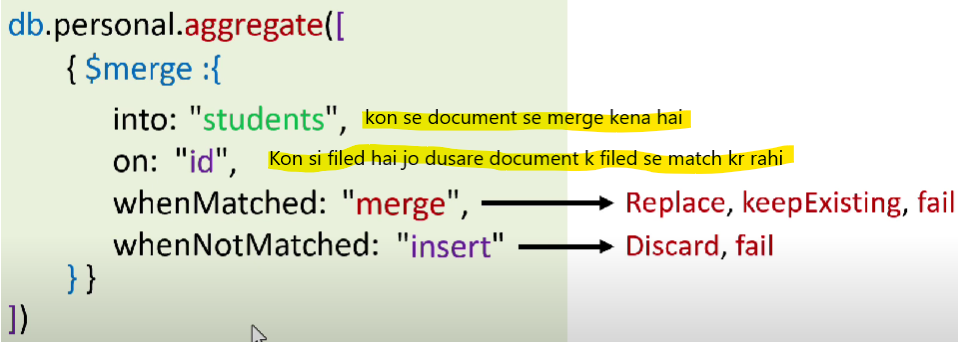 db.personal.aggregate([
{ $merge :{
into: "students", kon se document se merge kena hai
on: "id", Kon si filed hai jo dusare document k filed se match kr rahi
whenMatched: "merge", Replace, keepExisting, fail
whenNotMatched: "insert" Discard, fail
} }
])